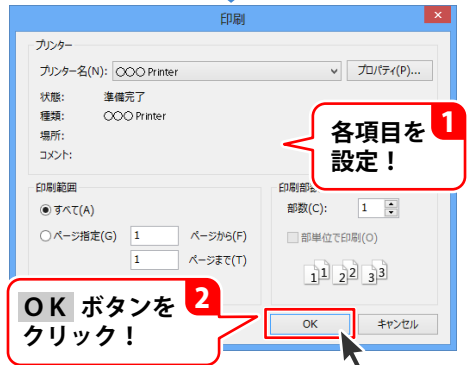 印刷
プリンター
プリンター名(N): ○○○ Printer
プロパティ(P)...
状態: 準備完了
種類: ○○○ Printer
場所:
コメント:
1
各項目を
設定！
印刷範囲
すべて(A)
ページ指定(G) 1 ページから(F)
1 ページまで(T)
印刷部
部数(C): 1
部単位で印刷(O)
1 1 2 2 3 3
2
OK ボタンを
クリック！
OK キャンセル